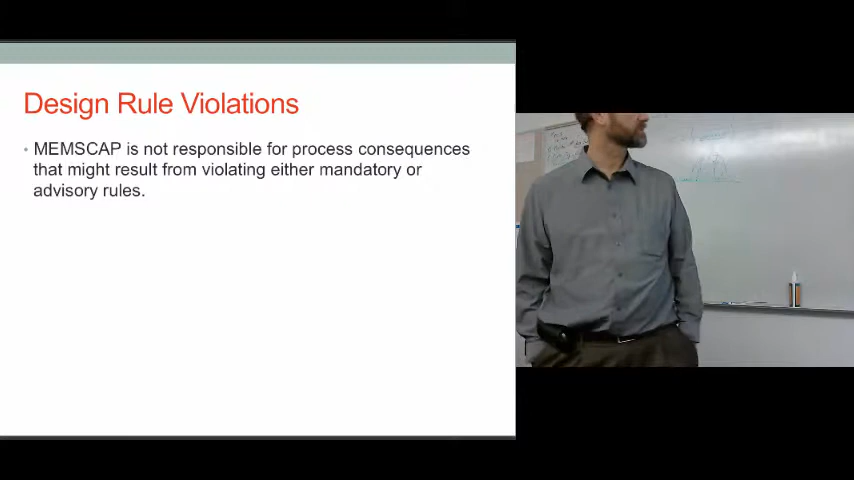 Design Rule Violations
• MEMSCAP is not responsible for process consequences
that might result from violating either mandatory or
advisory rules.